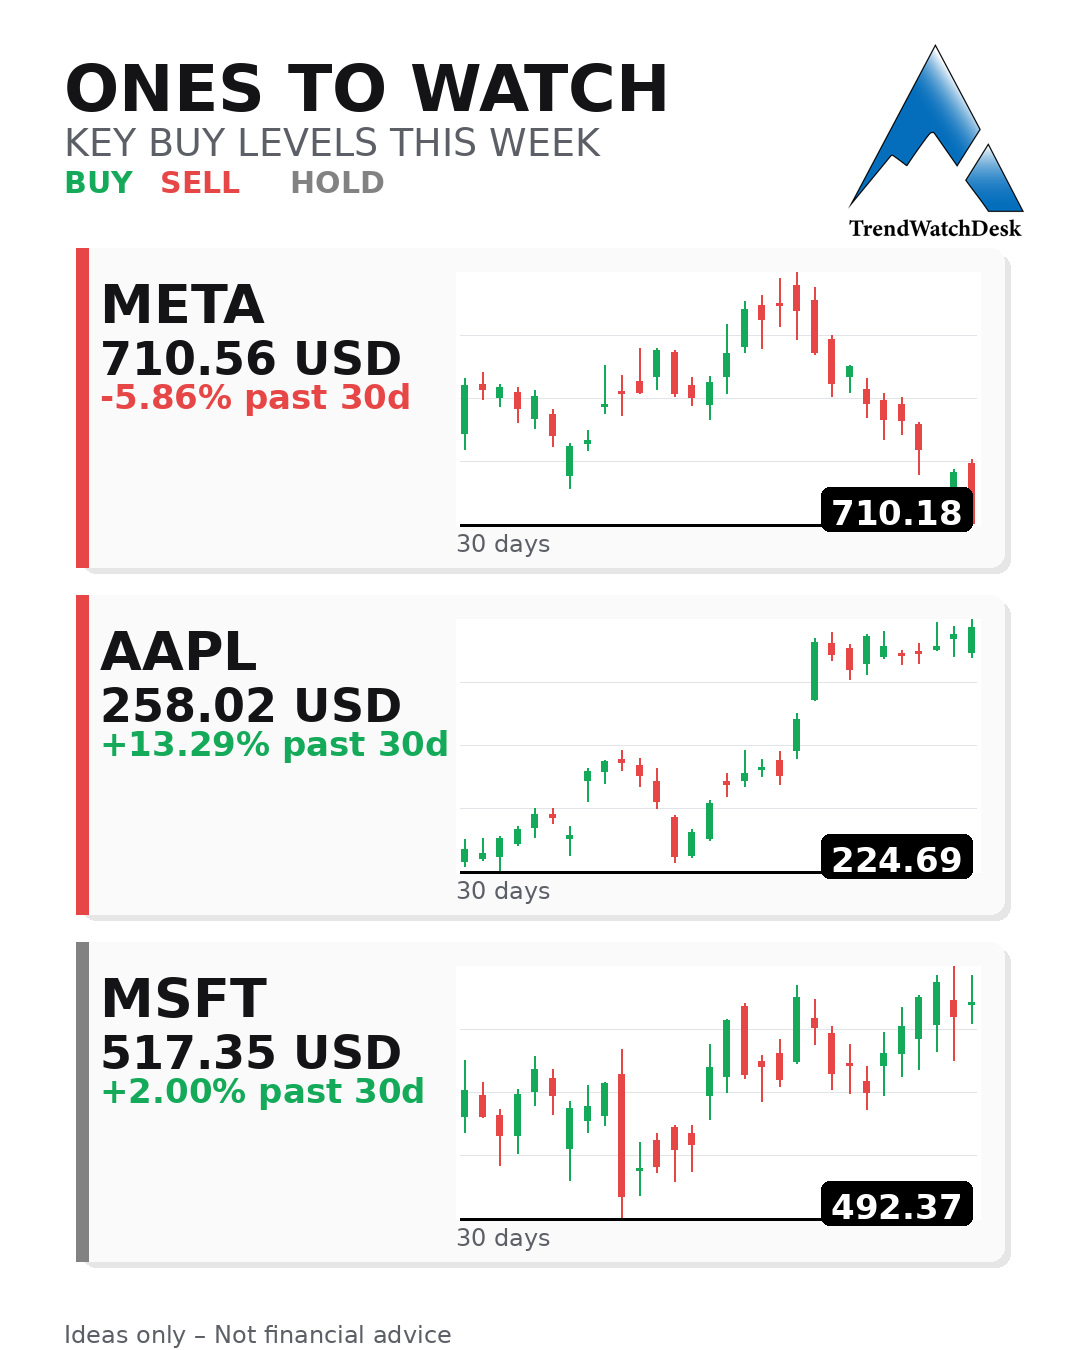 ONES TO WATCH
KEY BUY LEVELS THIS WEEK
BUY SELL HOLD
TrendWatchDesk
META
710.56 USD
-5.86% past 30d
710.18
30 days
AAPL
258.02 USD
+13.29% past 30d
224.69
30 days
MSFT
517.35 USD
+2.00% past 30d
492.37
30 days
Ideas only – Not financial advice